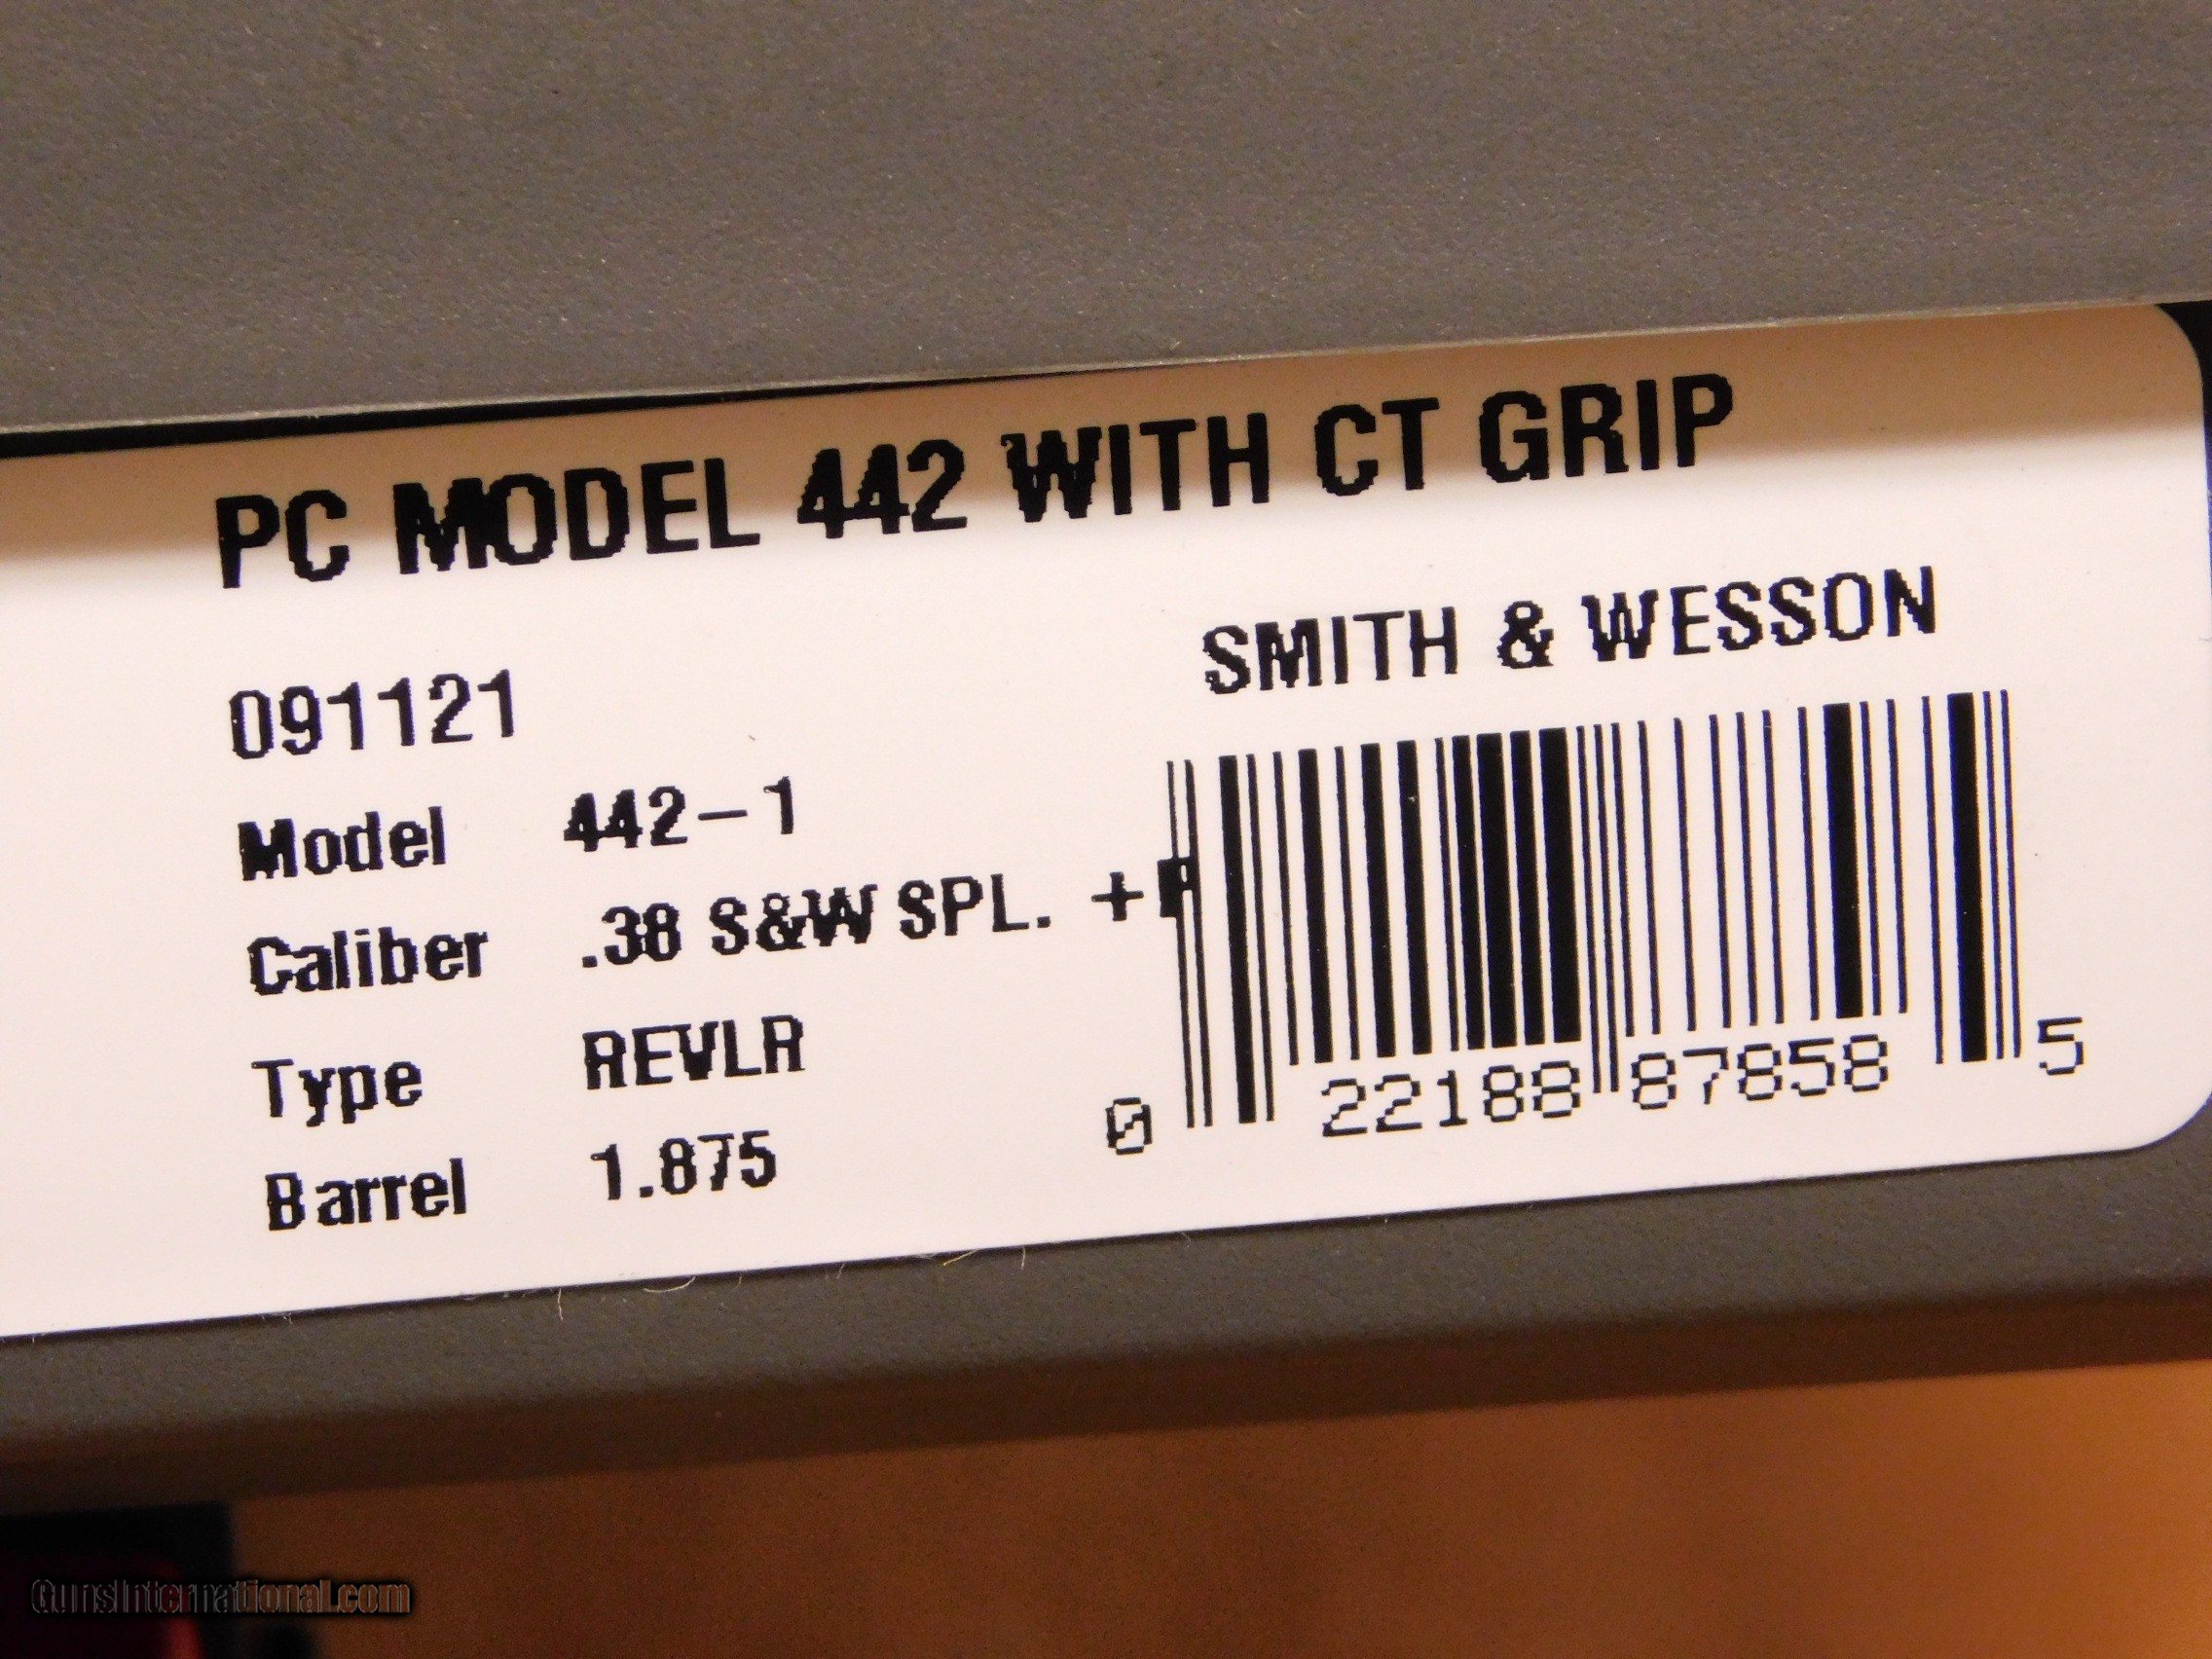 PC MODEL 442 WITH CT GRIP
SMITH & WESSON
091121
Model 442-1
Caliber .38 S&W SPL. +P
Type REVLR
Barrel 1.875
0 22188 87858 5
GunsInternational.com